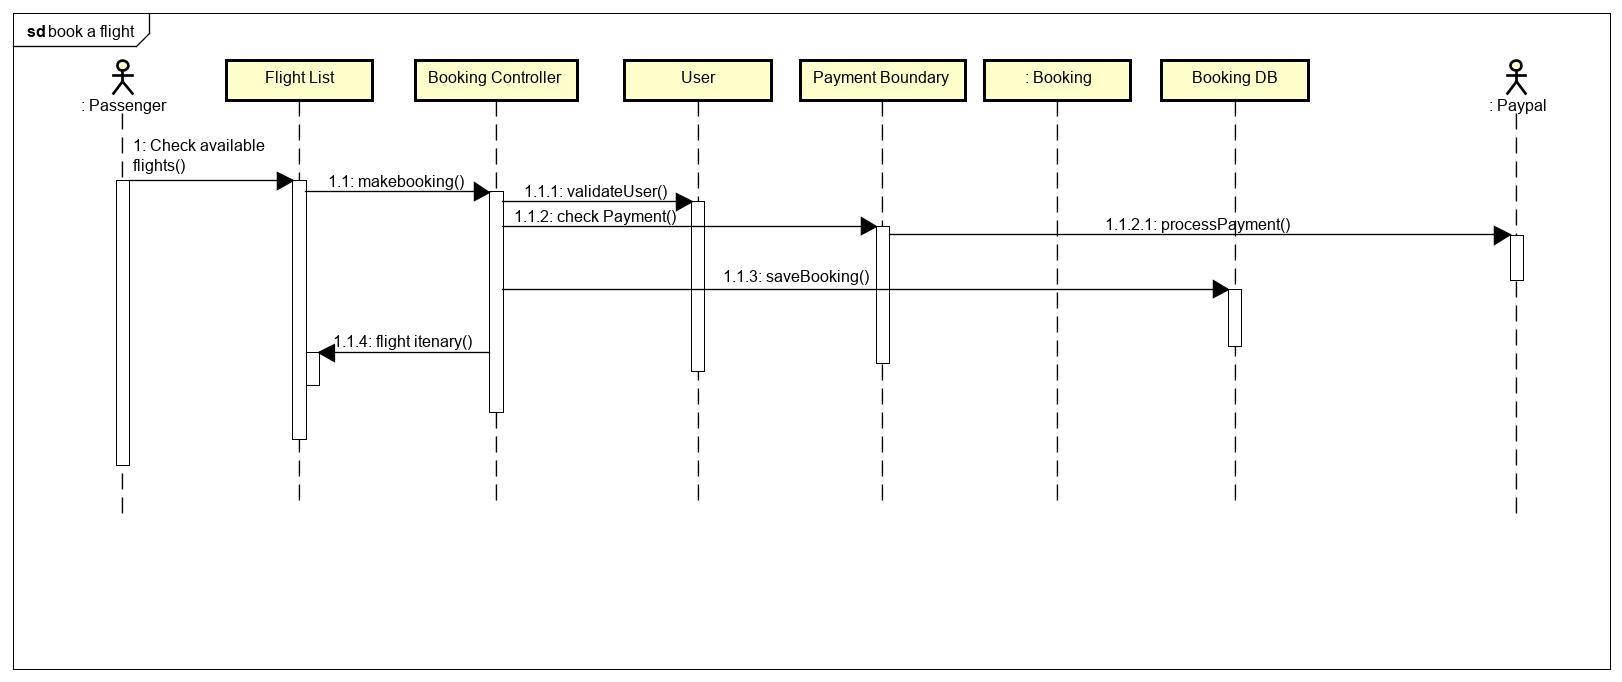 sd book a flight
: Passenger
Flight List
Booking Controller
User
Payment Boundary
: Booking
Booking DB
: Paypal
1: Check available
flights()
1.1: makebooking()
1.1.1: validateUser()
1.1.2: check Payment()
1.1.2.1: processPayment()
1.1.3: saveBooking()
1.1.4: flight itenary()